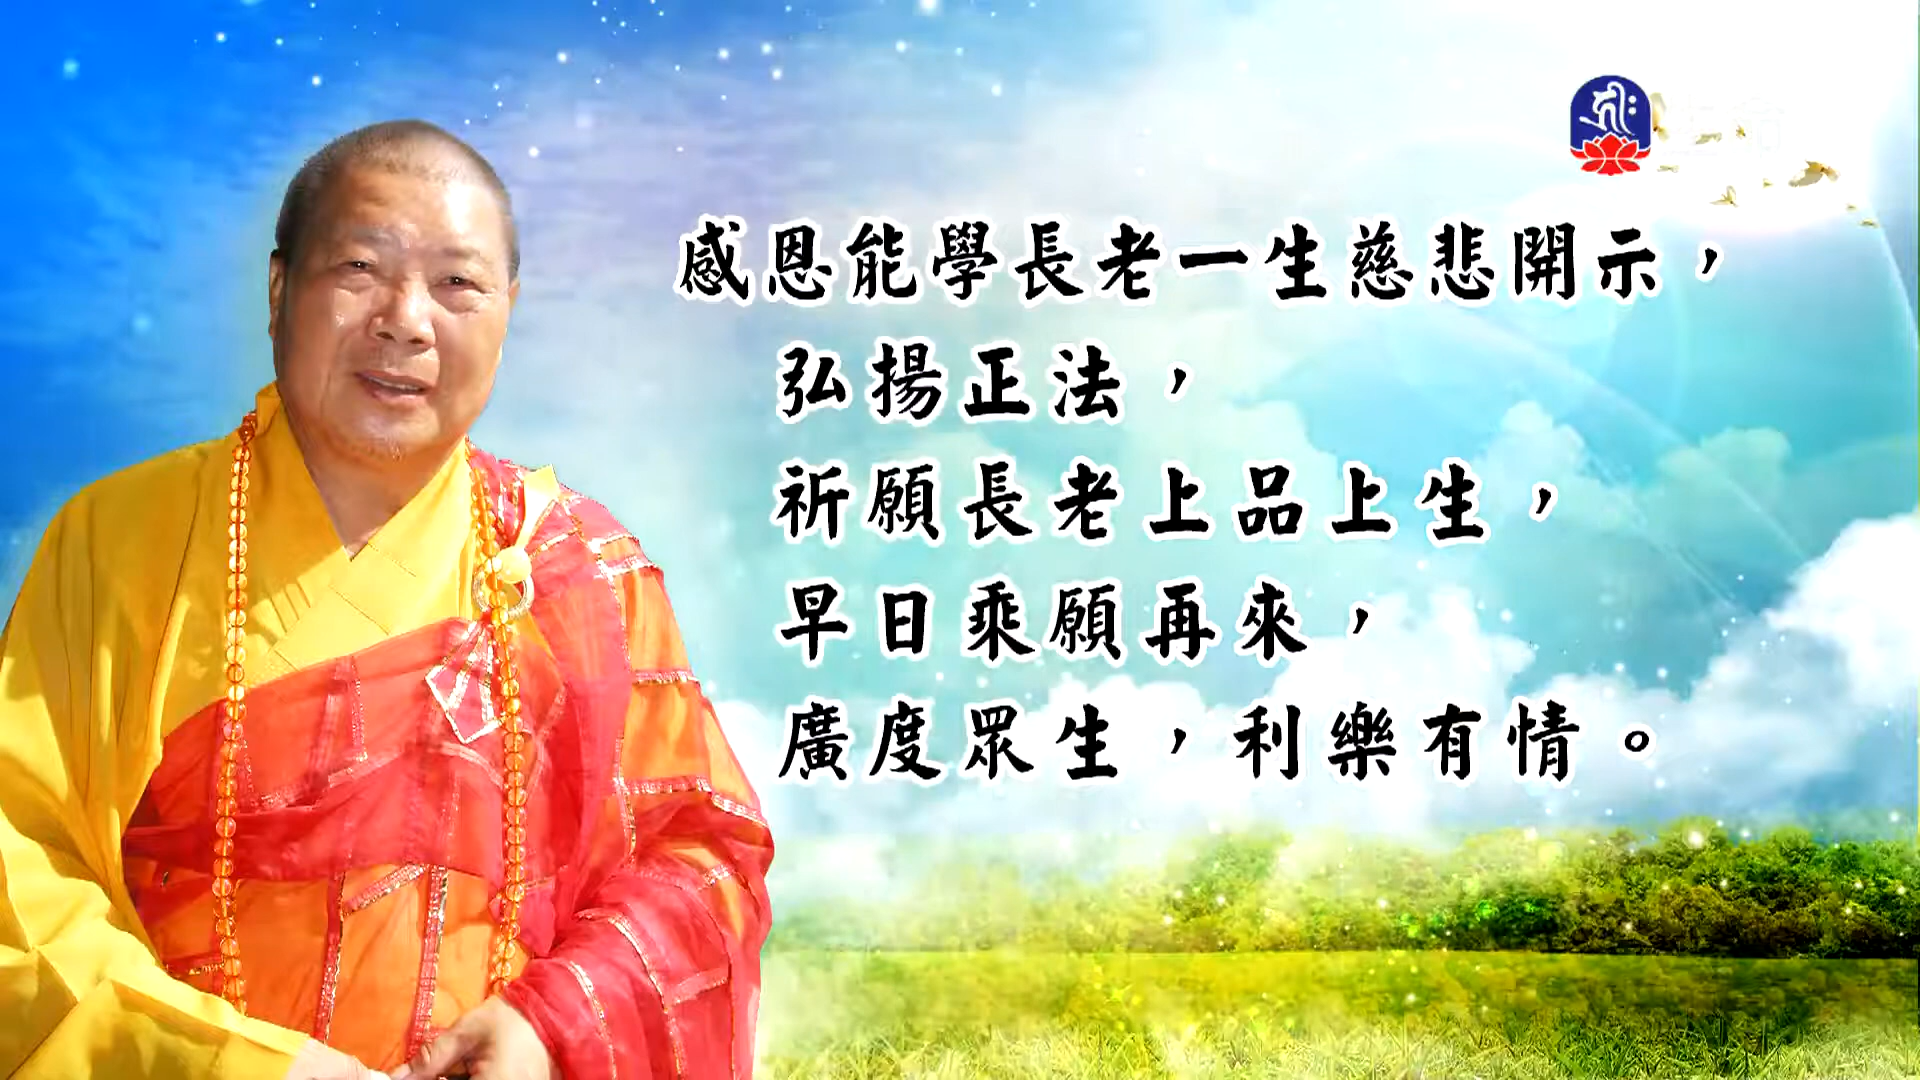 感恩能學長老一生慈悲開示，
弘揚正法，
祈願長老上品上生，
早日乘願再來，
廣度眾生，利樂有情。